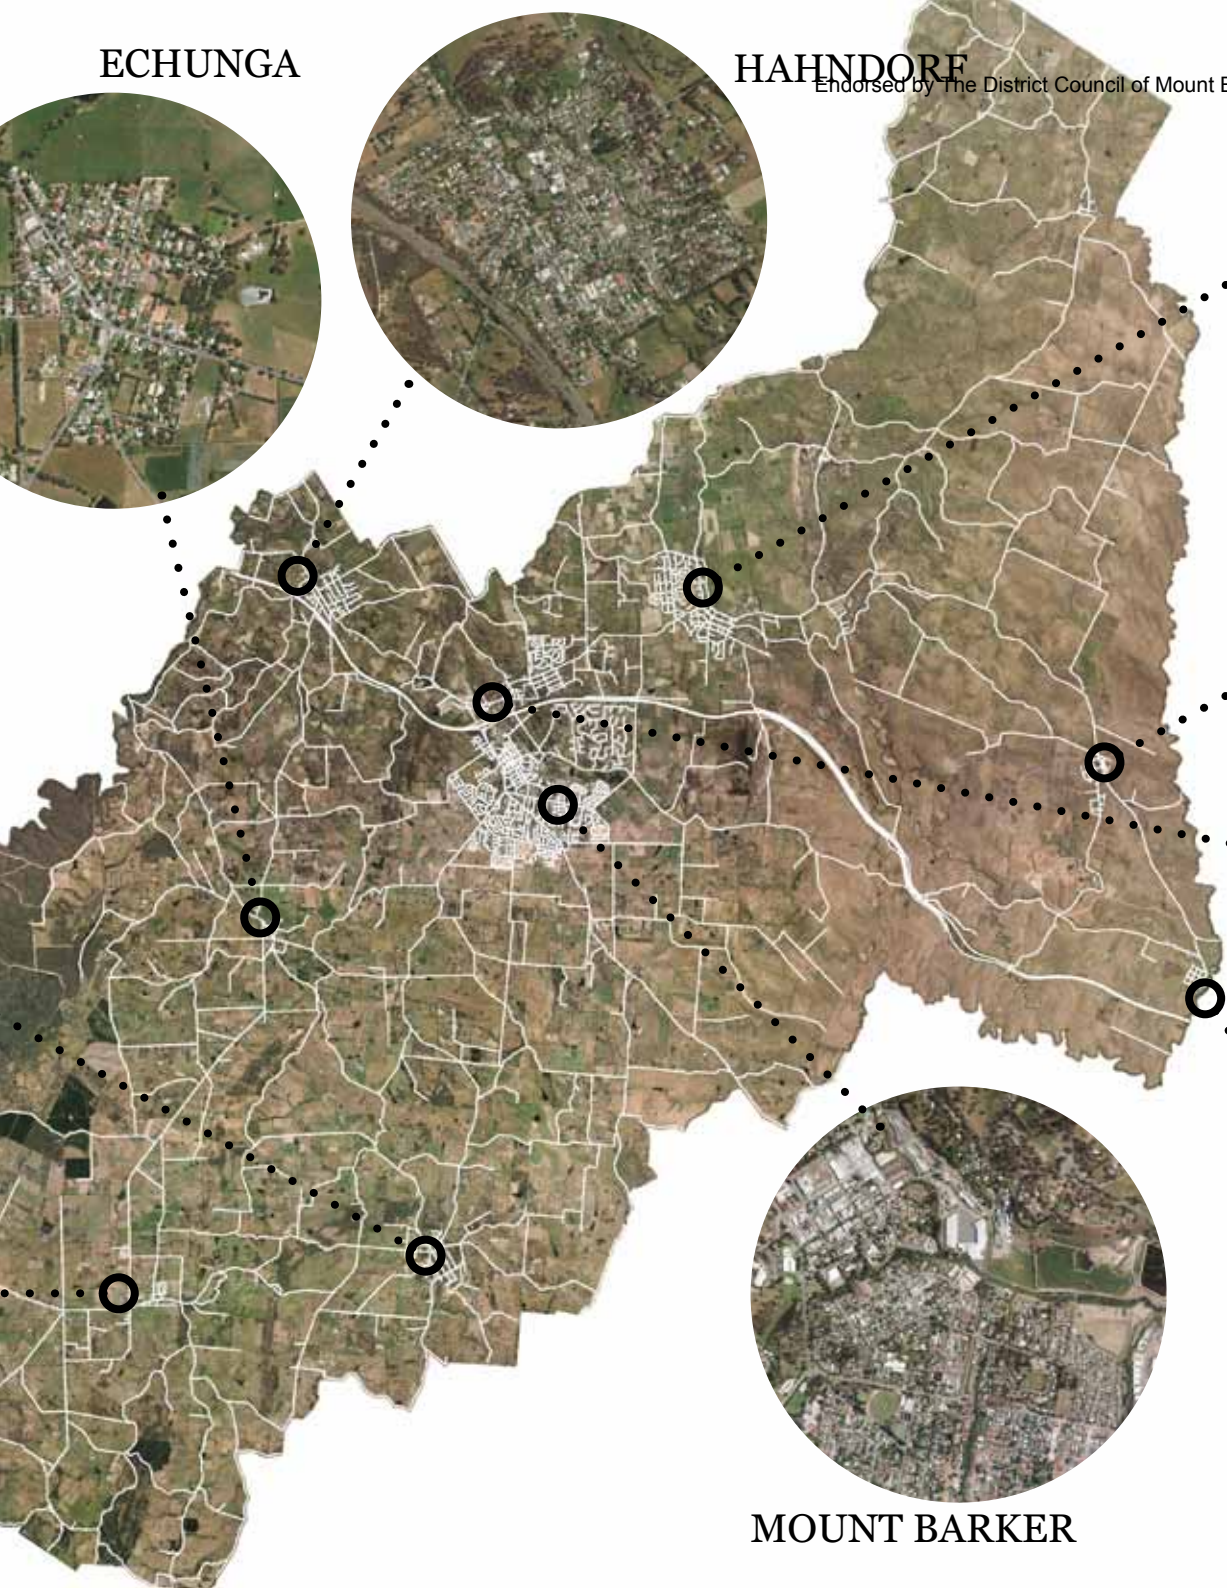 ECHUNGA
HAHNDORF
Endorsed by The District Council of Mount
MOUNT BARKER